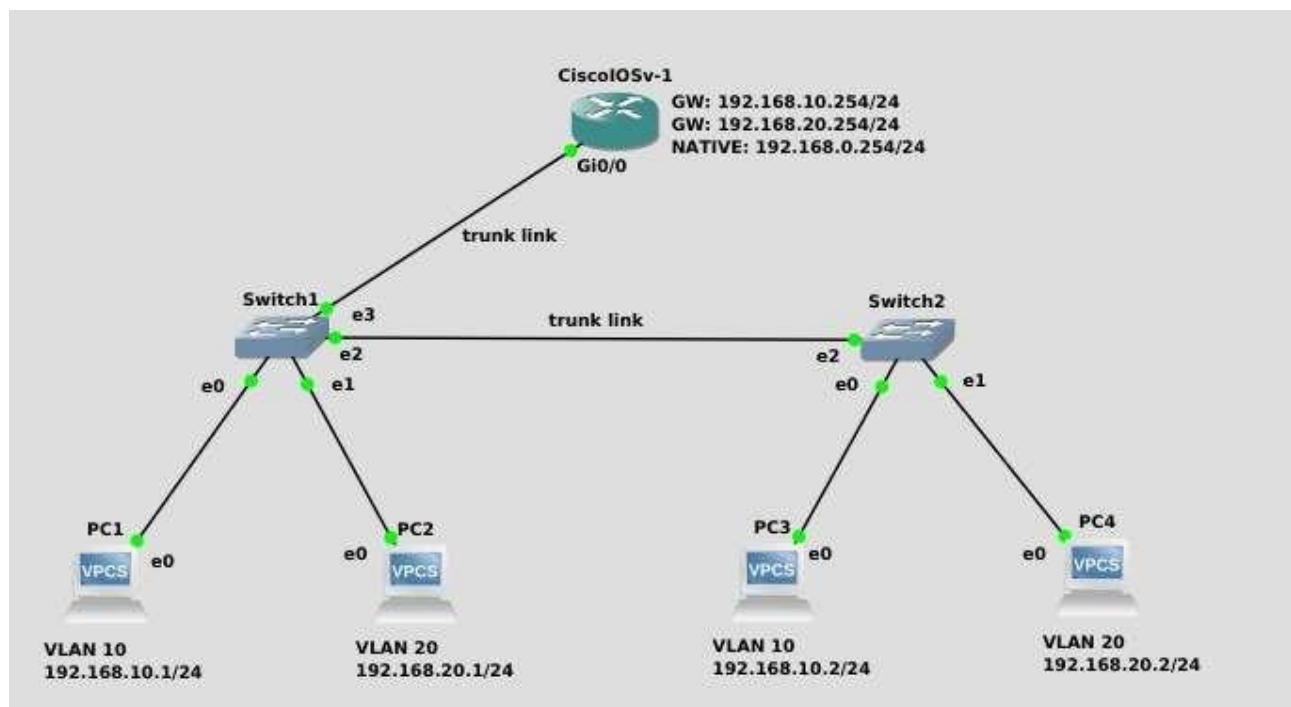 CiscoIOSv-1
GW: 192.168.10.254/24
GW: 192.168.20.254/24
NATIVE: 192.168.0.254/24
Gi0/0
trunk link
Switch1
e3
trunk link
Switch2
e2
e2
e0
e1
e0
e1
PC1
e0
VPCS
VLAN 10
192.168.10.1/24
PC2
e0
VPCS
VLAN 20
192.168.20.1/24
PC3
e0
VPCS
VLAN 10
192.168.10.2/24
PC4
e0
VPCS
VLAN 20
192.168.20.2/24